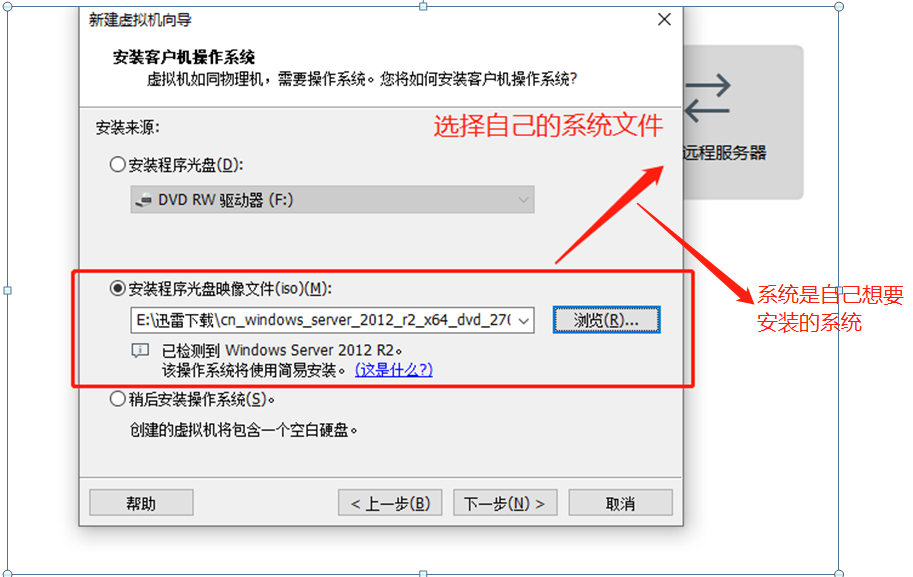 新建虚拟机向导
安装客户机操作系统
虚拟机如同物理机，需要操作系统。您将如何安装客户机操作系统?
安装来源:
选择自己的系统文件
远程服务器
安装程序光盘(D):
DVD RW 驱动器 (F:)
安装程序光盘映像文件(iso)(M):
E:\迅雷下载\cn_windows_server_2012_r2_x64_dvd_270
浏览(R)...
系统是自己想要
安装的系统
已检测到 Windows Server 2012 R2。
该操作系统将使用简易安装。 (这是什么?)
稍后安装操作系统(S)。
创建的虚拟机将包含一个空白硬盘。
帮助
< 上一步(B)
下一步(N) >
取消